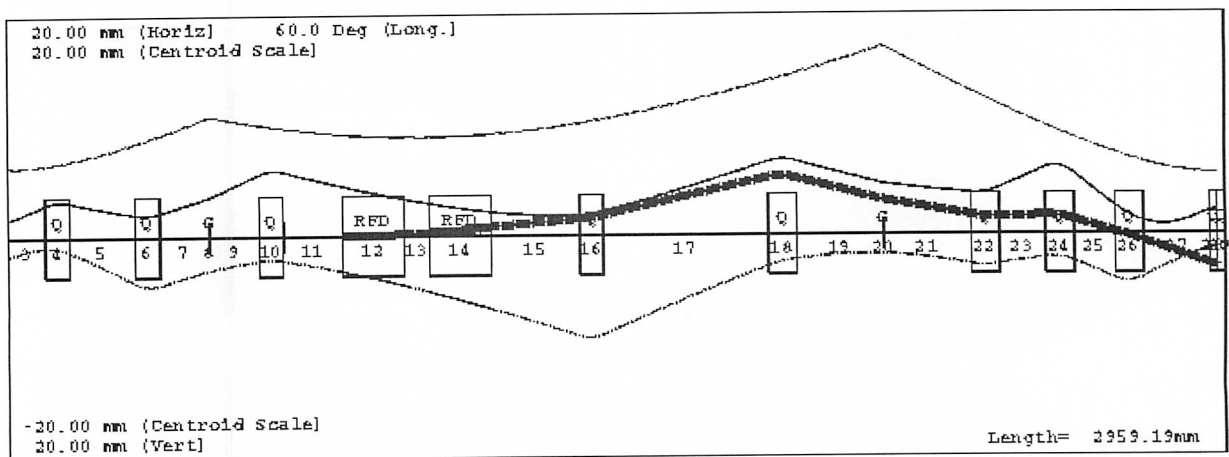 20.00 mm (Horiz] 60.0 Deg (Long.]
20.00 mm (Centroid Scale]
Q Q G Q RFD RFD Q Q G Q Q Q
3 4 5 6 7 8 9 10 11 12 13 14 15 16 17 18 19 20 21 22 23 24 25 26 27
-20.00 mm (Centroid Scale]
20.00 mm (Vert]
Length= 2959.19mm